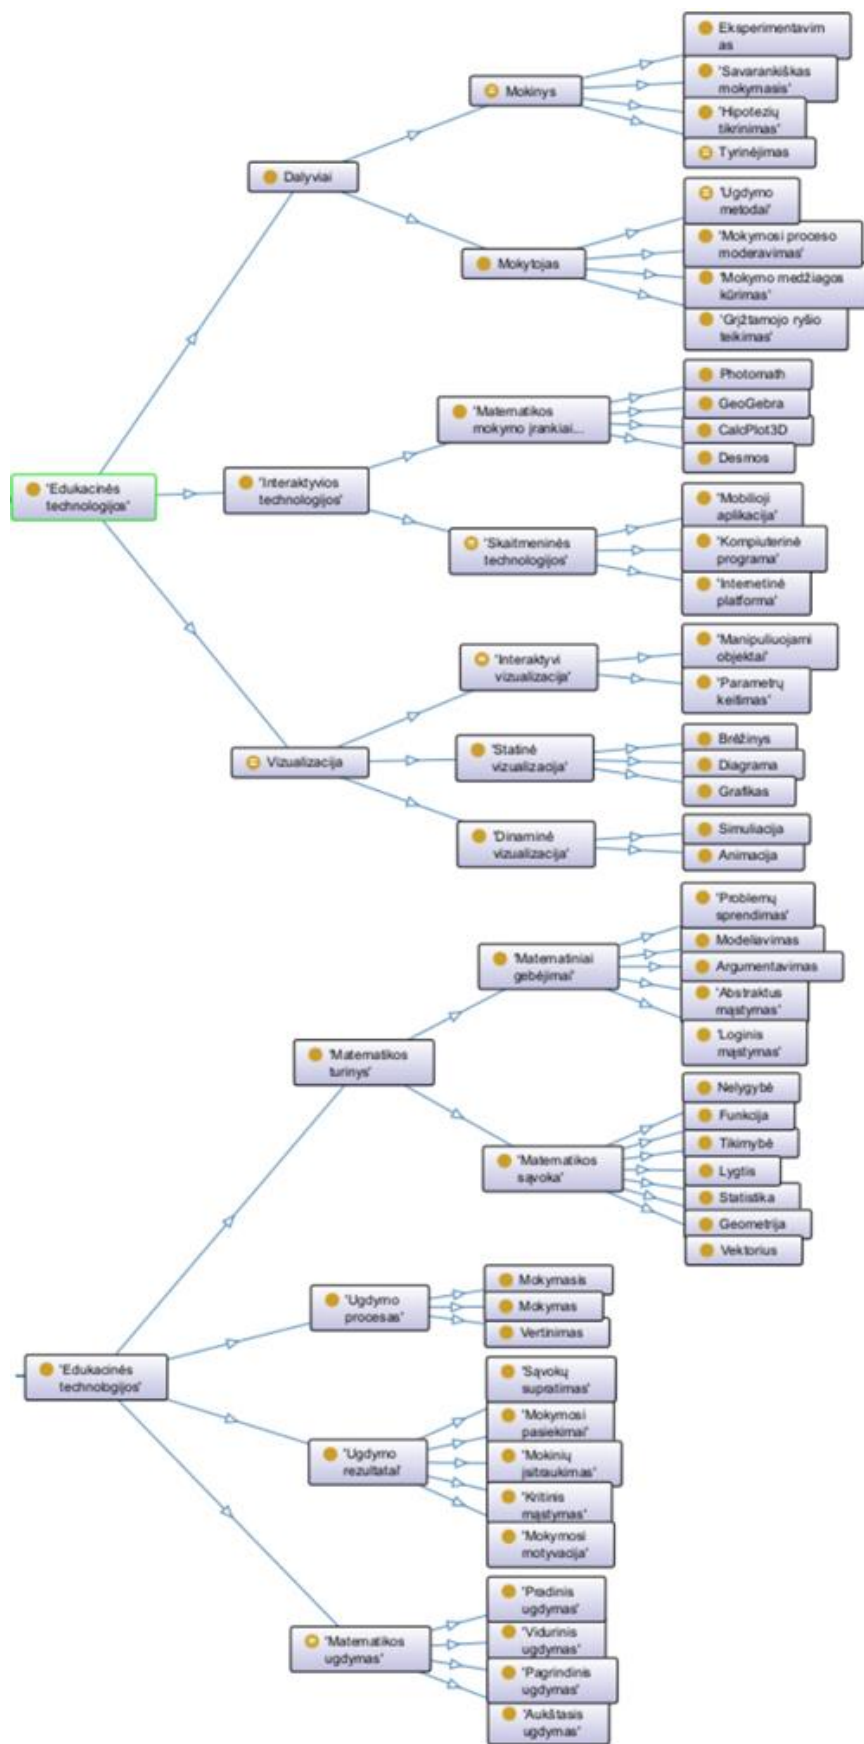 Eksperimentavim
as
'Savarankiškas
mokymasis'
Mokinys
'Hipotezių
tikrinimas'
Tyrinėjimas
Dalyviai
'Ugdymo
metodai'
'Mokymosi proceso
moderavimas'
Mokytojas
'Mokymo medžiagos
kūrimas'
'Grįžtamojo ryšio
teikimas'
Photomath
'Matematikos
mokymo įrankiai...
GeoGebra
CalcPlot3D
Desmos
'Edukacinės
technologijos'
'Interaktyvios
technologijos'
'Mobilioji
aplikacija'
'Skaitmeninės
technologijos'
'Kompiuterinė
programa'
'Internetinė
platforma'
'Manipuliuojami
objektai'
'Interaktyvi
vizualizacija'
'Parametrų
keitimas'
Vizualizacija
'Statinė
vizualizacija'
Brėžinys
Diagrama
Grafikas
'Dinaminė
vizualizacija'
Simuliacija
Animacija
'Problemų
sprendimas'
'Matematiniai
gebėjimai'
Modeliavimas
Argumentavimas
'Abstraktus
mąstymas'
'Loginis
mąstymas'
'Matematikos
turinys'
Nelygybė
Funkcija
Tikimybė
'Matematikos
sąvoka'
Lygtis
Statistika
Geometrija
Vektorius
'Ugdymo
procesas'
Mokymasis
Mokymas
Vertinimas
'Edukacinės
technologijos'
'Sąvokų
supratimas'
'Mokymosi
pasiekimai'
'Ugdymo
rezultatai'
'Mokinių
įsitraukimas'
'Kritinis
mąstymas'
'Mokymosi
motyvacija'
'Pradinis
ugdymas'
'Matematikos
ugdymas'
'Vidurinis
ugdymas'
'Pagrindinis
ugdymas'
'Aukštasis
ugdymas'